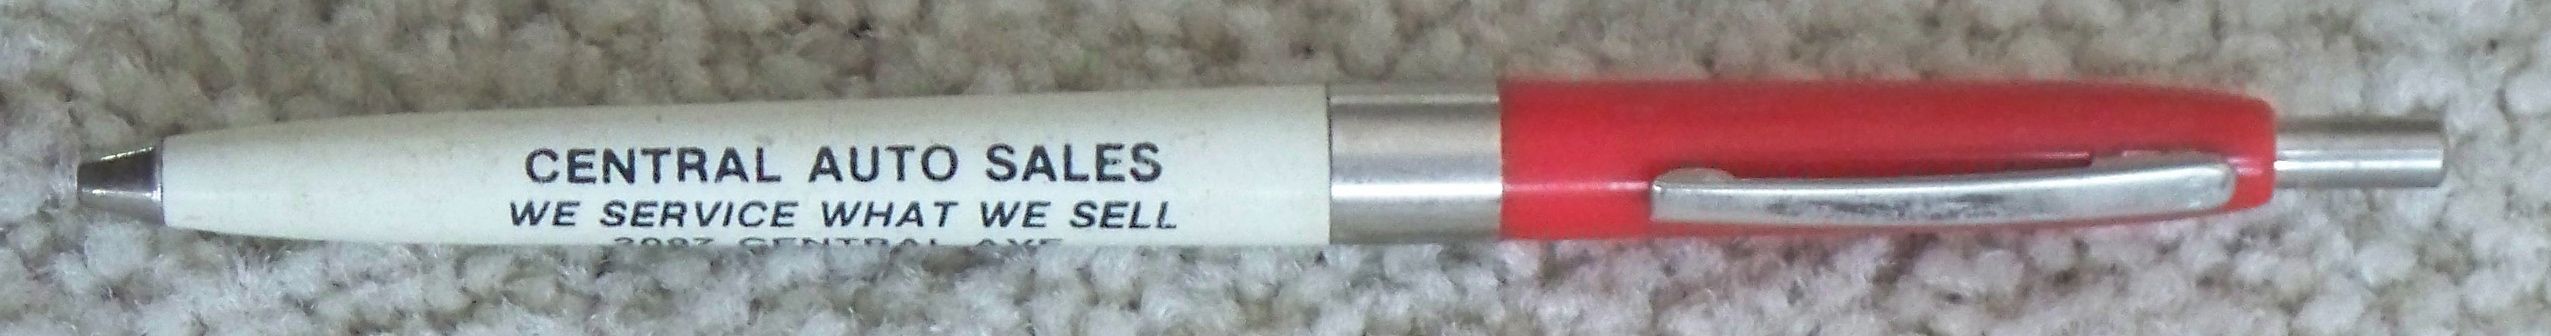 CENTRAL AUTO SALES
WE SERVICE WHAT WE SELL
CENTRAL AVE